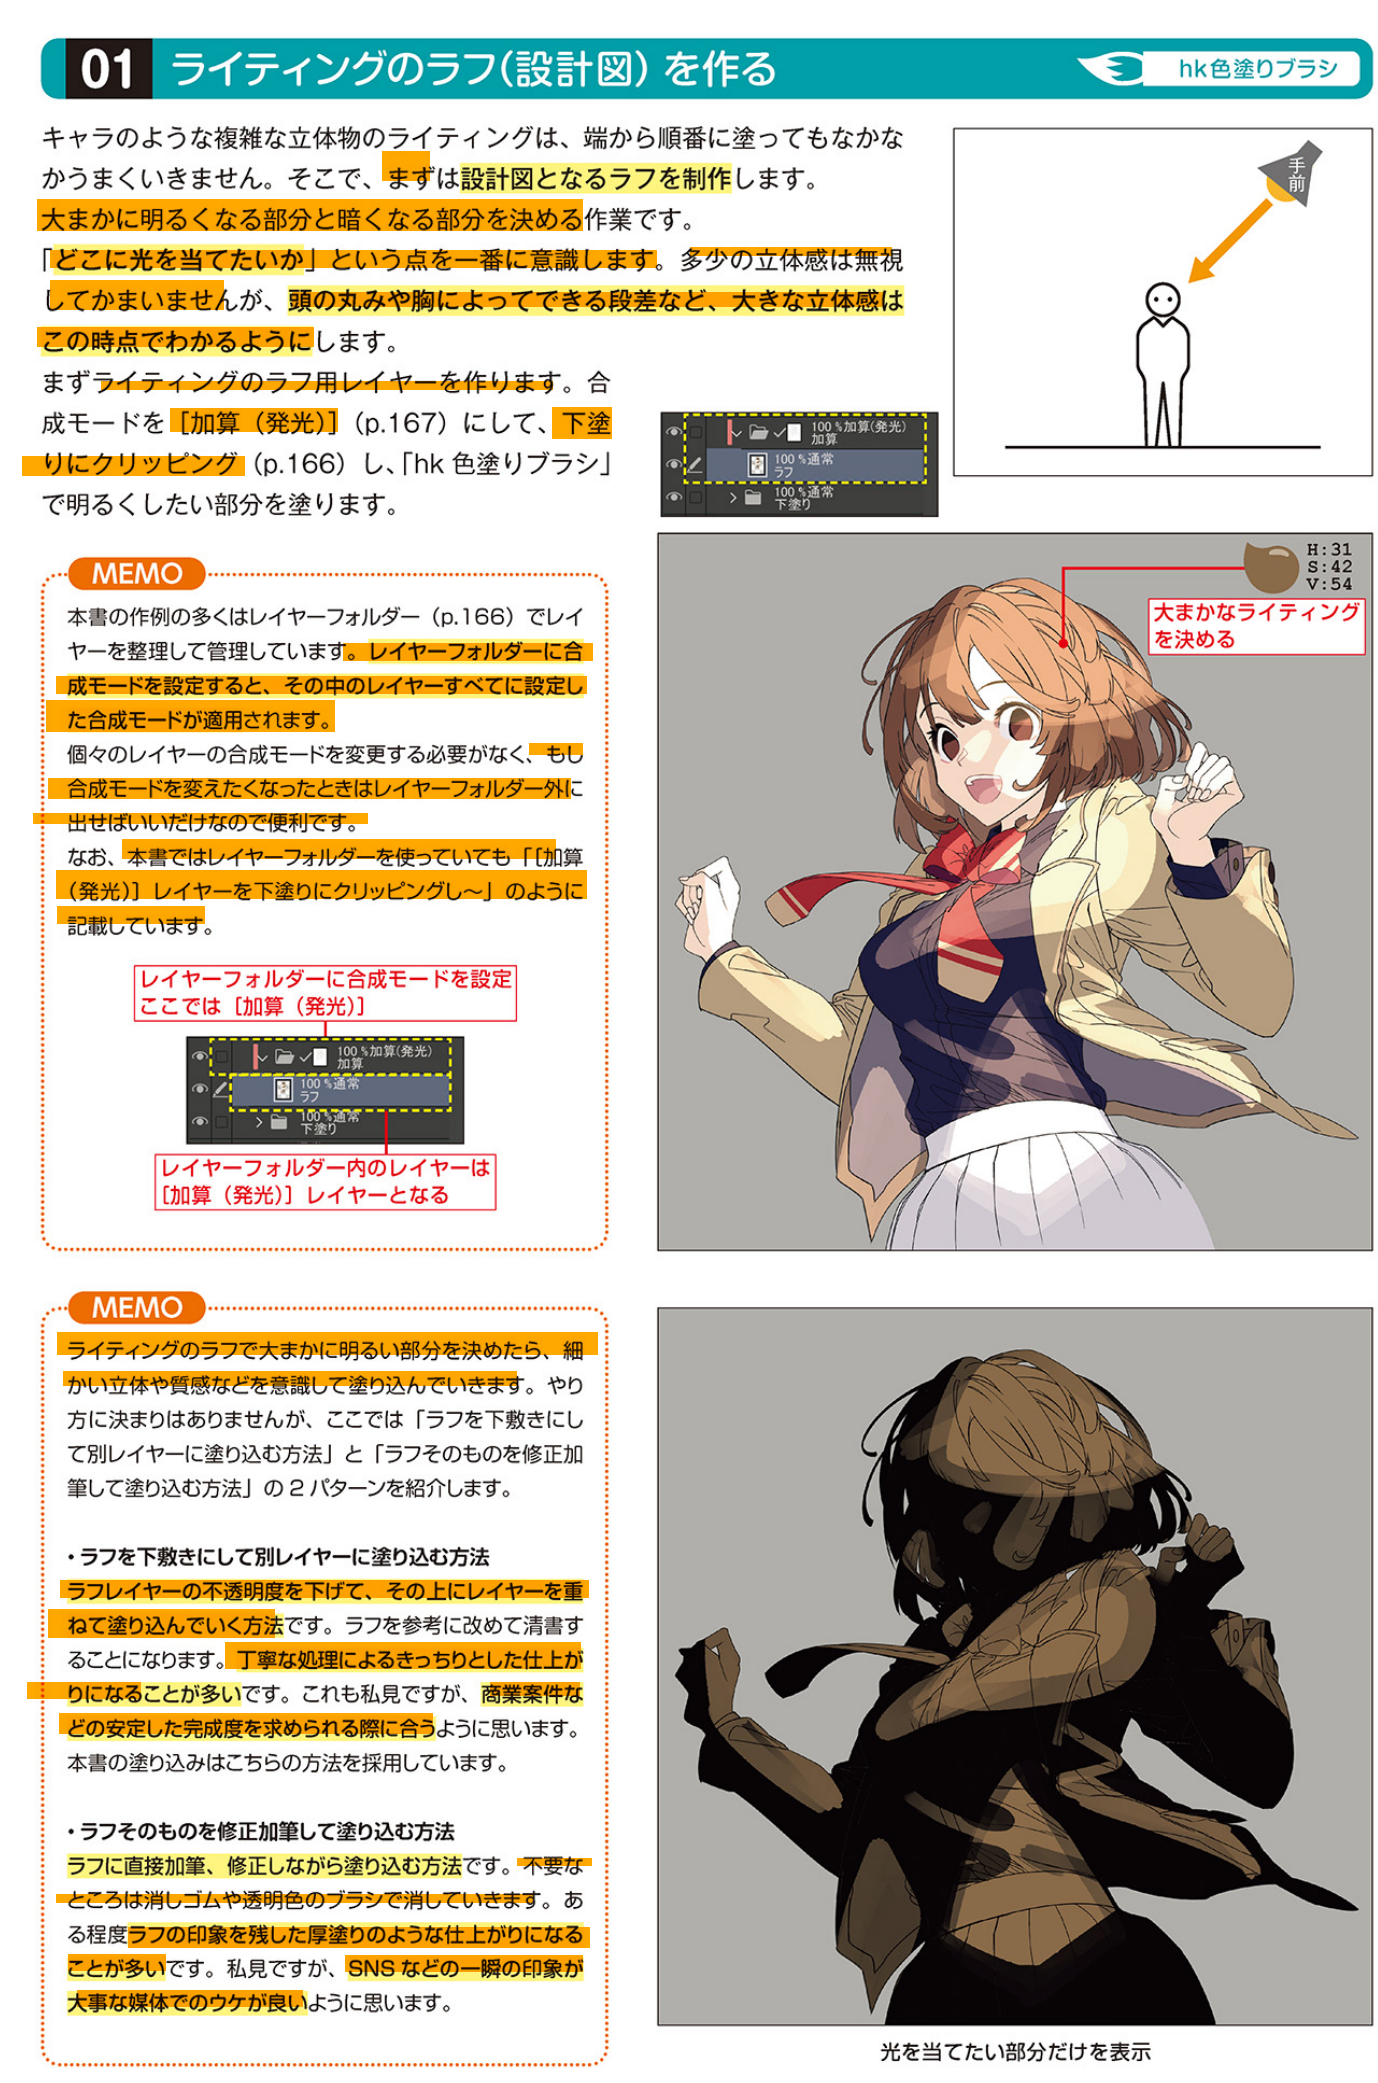 01 ライティングのラフ(設計図)を作る
hk色塗りブラシ
キャラのような複雑な立体物のライティングは、端から順番に塗ってもなかな
かうまくいきません。そこで、まずは設計図となるラフを制作します。
大まかに明るくなる部分と暗くなる部分を決める作業です。
「どこに光を当てたいか」という点を一番に意識します。多少の立体感は無視
してかまいませんが、頭の丸みや胸によってできる段差など、大きな立体感は
この時点でわかるようにします。
まずライティングのラフ用レイヤーを作ります。合
成モードを[加算(発光)](p.167)にして、下塗
りにクリッピング(p.166)し、「hk 色塗りブラシ」
で明るくしたい部分を塗ります。
手前
100 %加算(発光)
加算
100 %通常
ラフ
100 %通常
下塗り
H:31
S:42
V:54
大まかなライティング
を決める
MEMO
本書の作例の多くはレイヤーフォルダー(p.166)でレイ
ヤーを整理して管理しています。レイヤーフォルダーに合
成モードを設定すると、その中のレイヤーすべてに設定し
た合成モードが適用されます。
個々のレイヤーの合成モードを変更する必要がなく、もし
合成モードを変えたくなったときはレイヤーフォルダー外に
出せばいいだけなので便利です。
なお、本書ではレイヤーフォルダーを使っていても「[加算
(発光)]レイヤーを下塗りにクリッピングし〜」のように
記載しています。
レイヤーフォルダーに合成モードを設定
ここでは[加算(発光)]
100 %加算(発光)
加算
100 %通常
ラフ
100 %通常
下塗り
レイヤーフォルダー内のレイヤーは
[加算(発光)]レイヤーとなる
MEMO
ライティングのラフで大まかに明るい部分を決めたら、細
かい立体や質感などを意識して塗り込んでいきます。やり
方に決まりはありませんが、ここでは「ラフを下敷きにし
て別レイヤーに塗り込む方法」と「ラフそのものを修正加
筆して塗り込む方法」の2パターンを紹介します。
・ラフを下敷きにして別レイヤーに塗り込む方法
ラフレイヤーの不透明度を下げて、その上にレイヤーを重
ねて塗り込んでいく方法です。ラフを参考に改めて清書す
ることになります。丁寧な処理によるきっちりとした仕上が
りになることが多いです。これも私見ですが、商業案件な
どの安定した完成度を求められる際に合うように思います。
本書の塗り込みはこちらの方法を採用しています。
・ラフそのものを修正加筆して塗り込む方法
ラフに直接加筆、修正しながら塗り込む方法です。不要な
ところは消しゴムや透明色のブラシで消していきます。あ
る程度ラフの印象を残した厚塗りのような仕上がりになる
ことが多いです。私見ですが、SNS などの一瞬の印象が
大事な媒体でのウケが良いように思います。
光を当てたい部分だけを表示